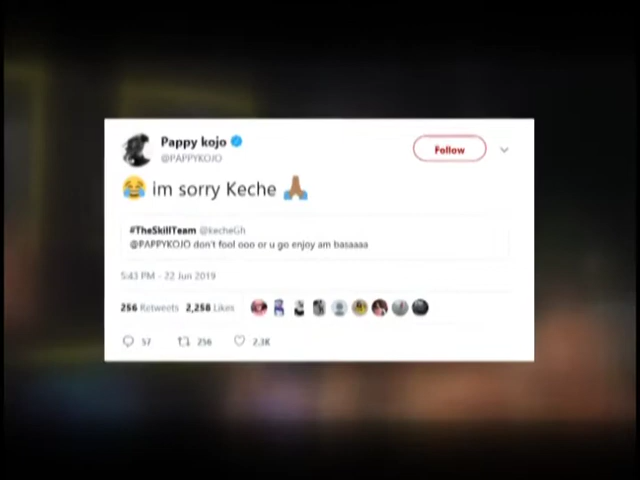 Pappy kojo
@PAPPYKOJO
Follow
😂 im sorry Keche 🙏🏾
#TheSkillTeam @kecheGh
@PAPPYKOJO don't fool ooo or u go enjoy am basaaaa
5:43 PM - 22 Jun 2019
256 Retweets 2,258 Likes
57 256 2.3K